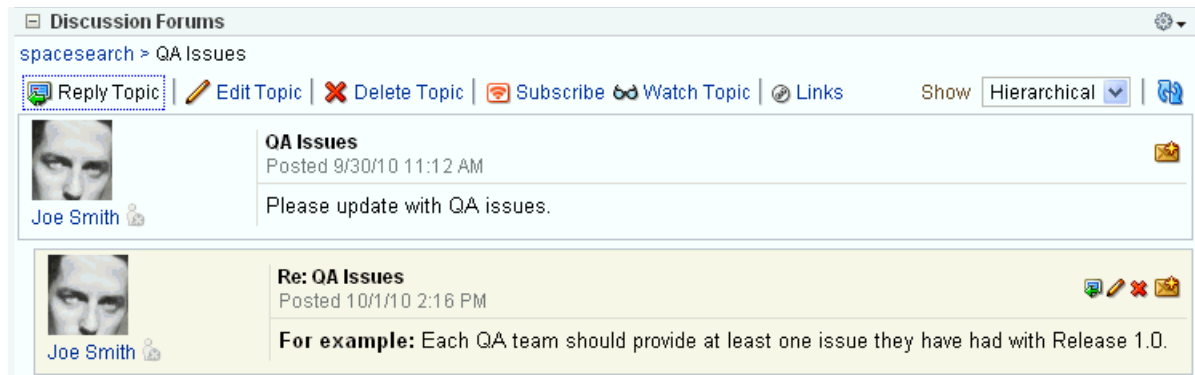 Discussion Forums
spacesearch > QA Issues
Reply Topic Edit Topic Delete Topic Subscribe Watch Topic Links Show Hierarchical
QA Issues
Posted 9/30/10 11:12 AM
Please update with QA issues.
Joe Smith
Re: QA Issues
Posted 10/1/10 2:16 PM
For example: Each QA team should provide at least one issue they have had with Release 1.0.
Joe Smith